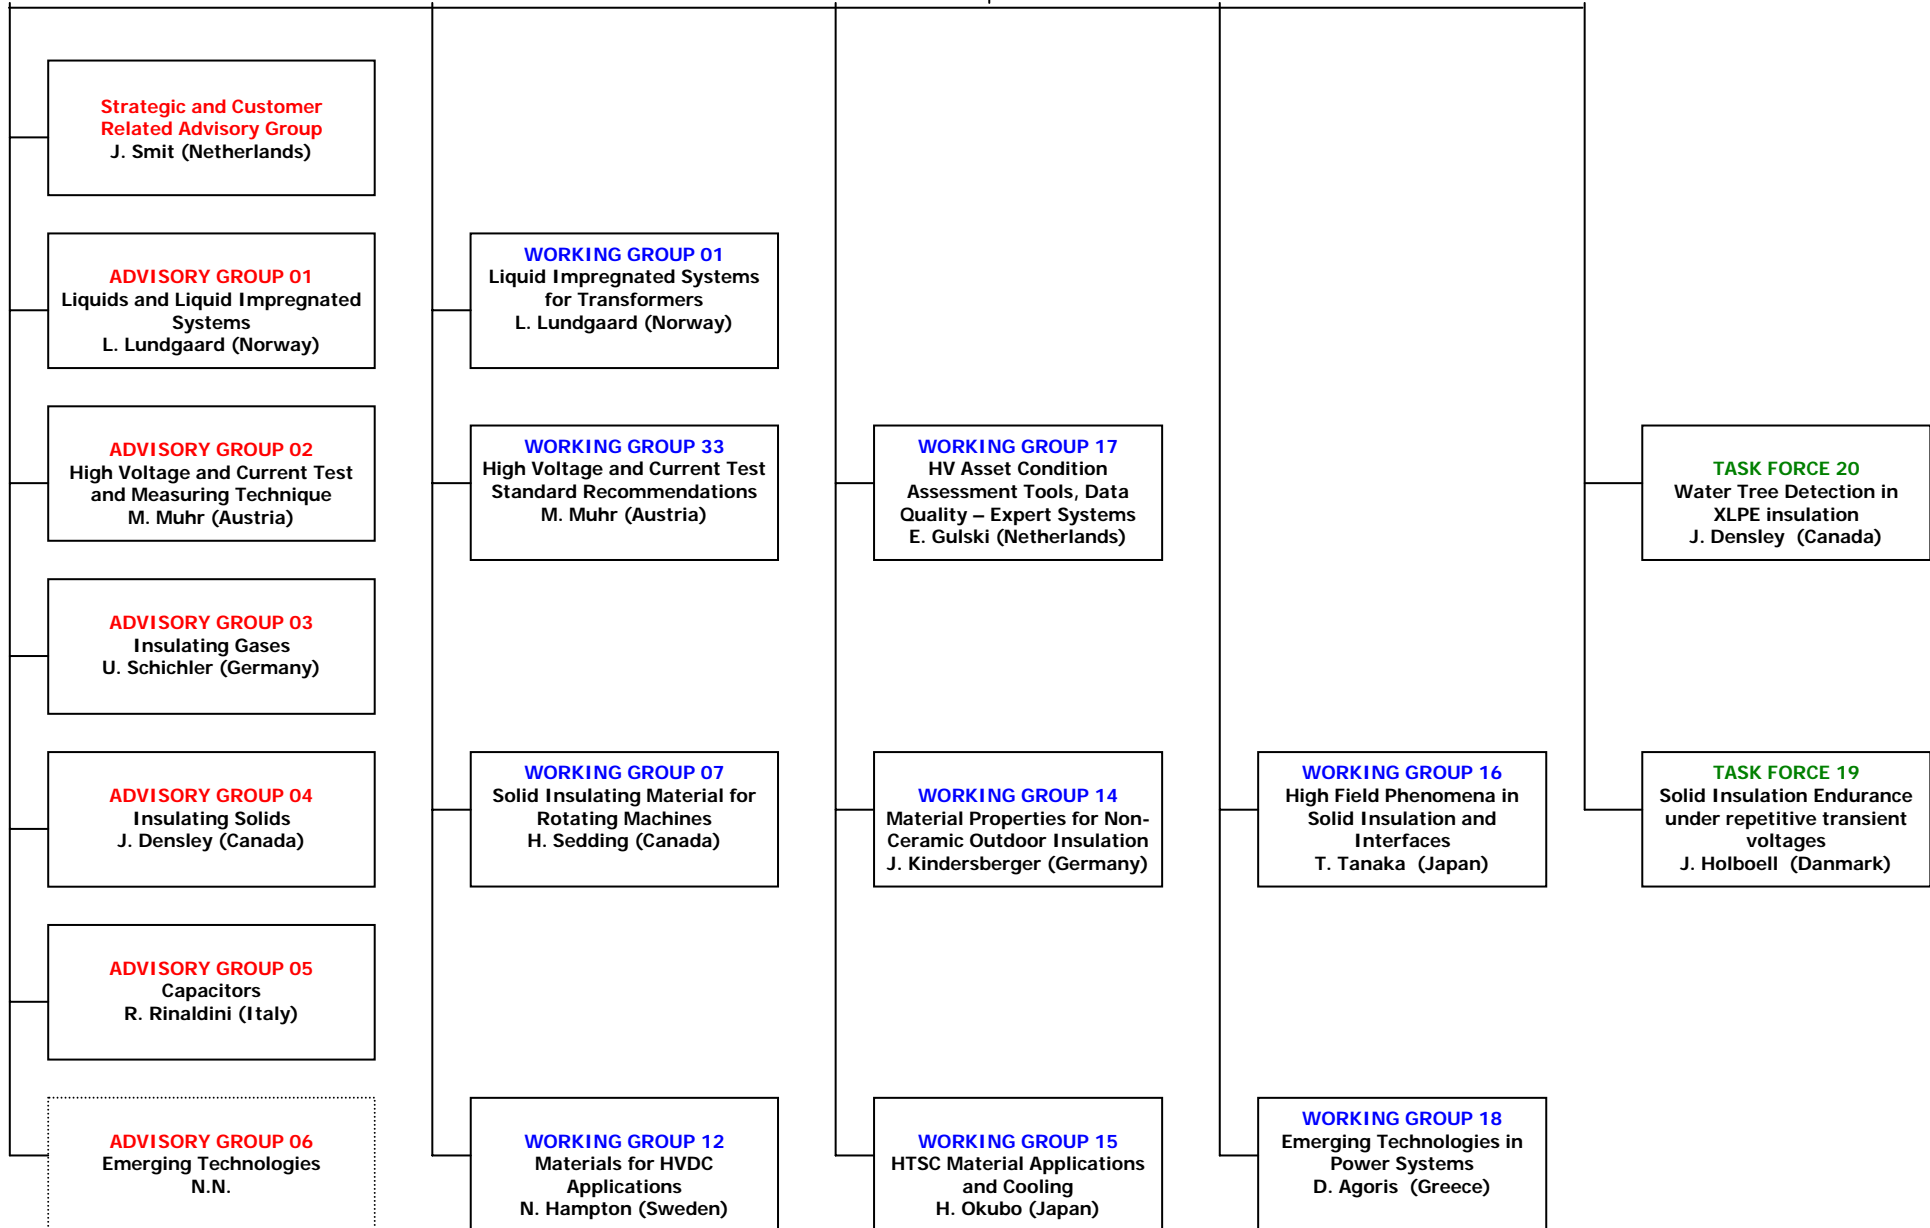 Strategic and Customer
Related Advisory Group
J. Smit (Netherlands)
ADVISORY GROUP 01
Liquids and Liquid Impregnated
Systems
L. Lundgaard (Norway)
ADVISORY GROUP 02
High Voltage and Current Test
and Measuring Technique
M. Muhr (Austria)
ADVISORY GROUP 03
Insulating Gases
U. Schichler (Germany)
ADVISORY GROUP 04
Insulating Solids
J. Densley (Canada)
ADVISORY GROUP 05
Capacitors
R. Rinaldini (Italy)
ADVISORY GROUP 06
Emerging Technologies
N.N.
WORKING GROUP 01
Liquid Impregnated Systems
for Transformers
L. Lundgaard (Norway)
WORKING GROUP 33
High Voltage and Current Test
Standard Recommendations
M. Muhr (Austria)
WORKING GROUP 07
Solid Insulating Material for
Rotating Machines
H. Sedding (Canada)
WORKING GROUP 12
Materials for HVDC
Applications
N. Hampton (Sweden)
WORKING GROUP 17
HV Asset Condition
Assessment Tools, Data
Quality – Expert Systems
E. Gulski (Netherlands)
WORKING GROUP 14
Material Properties for Non-
Ceramic Outdoor Insulation
J. Kindersberger (Germany)
WORKING GROUP 15
HTSC Material Applications
and Cooling
H. Okubo (Japan)
WORKING GROUP 16
High Field Phenomena in
Solid Insulation and
Interfaces
T. Tanaka (Japan)
WORKING GROUP 18
Emerging Technologies in
Power Systems
D. Agoris (Greece)
TASK FORCE 20
Water Tree Detection in
XLPE insulation
J. Densley (Canada)
TASK FORCE 19
Solid Insulation Endurance
under repetitive transient
voltages
J. Holboell (Danmark)